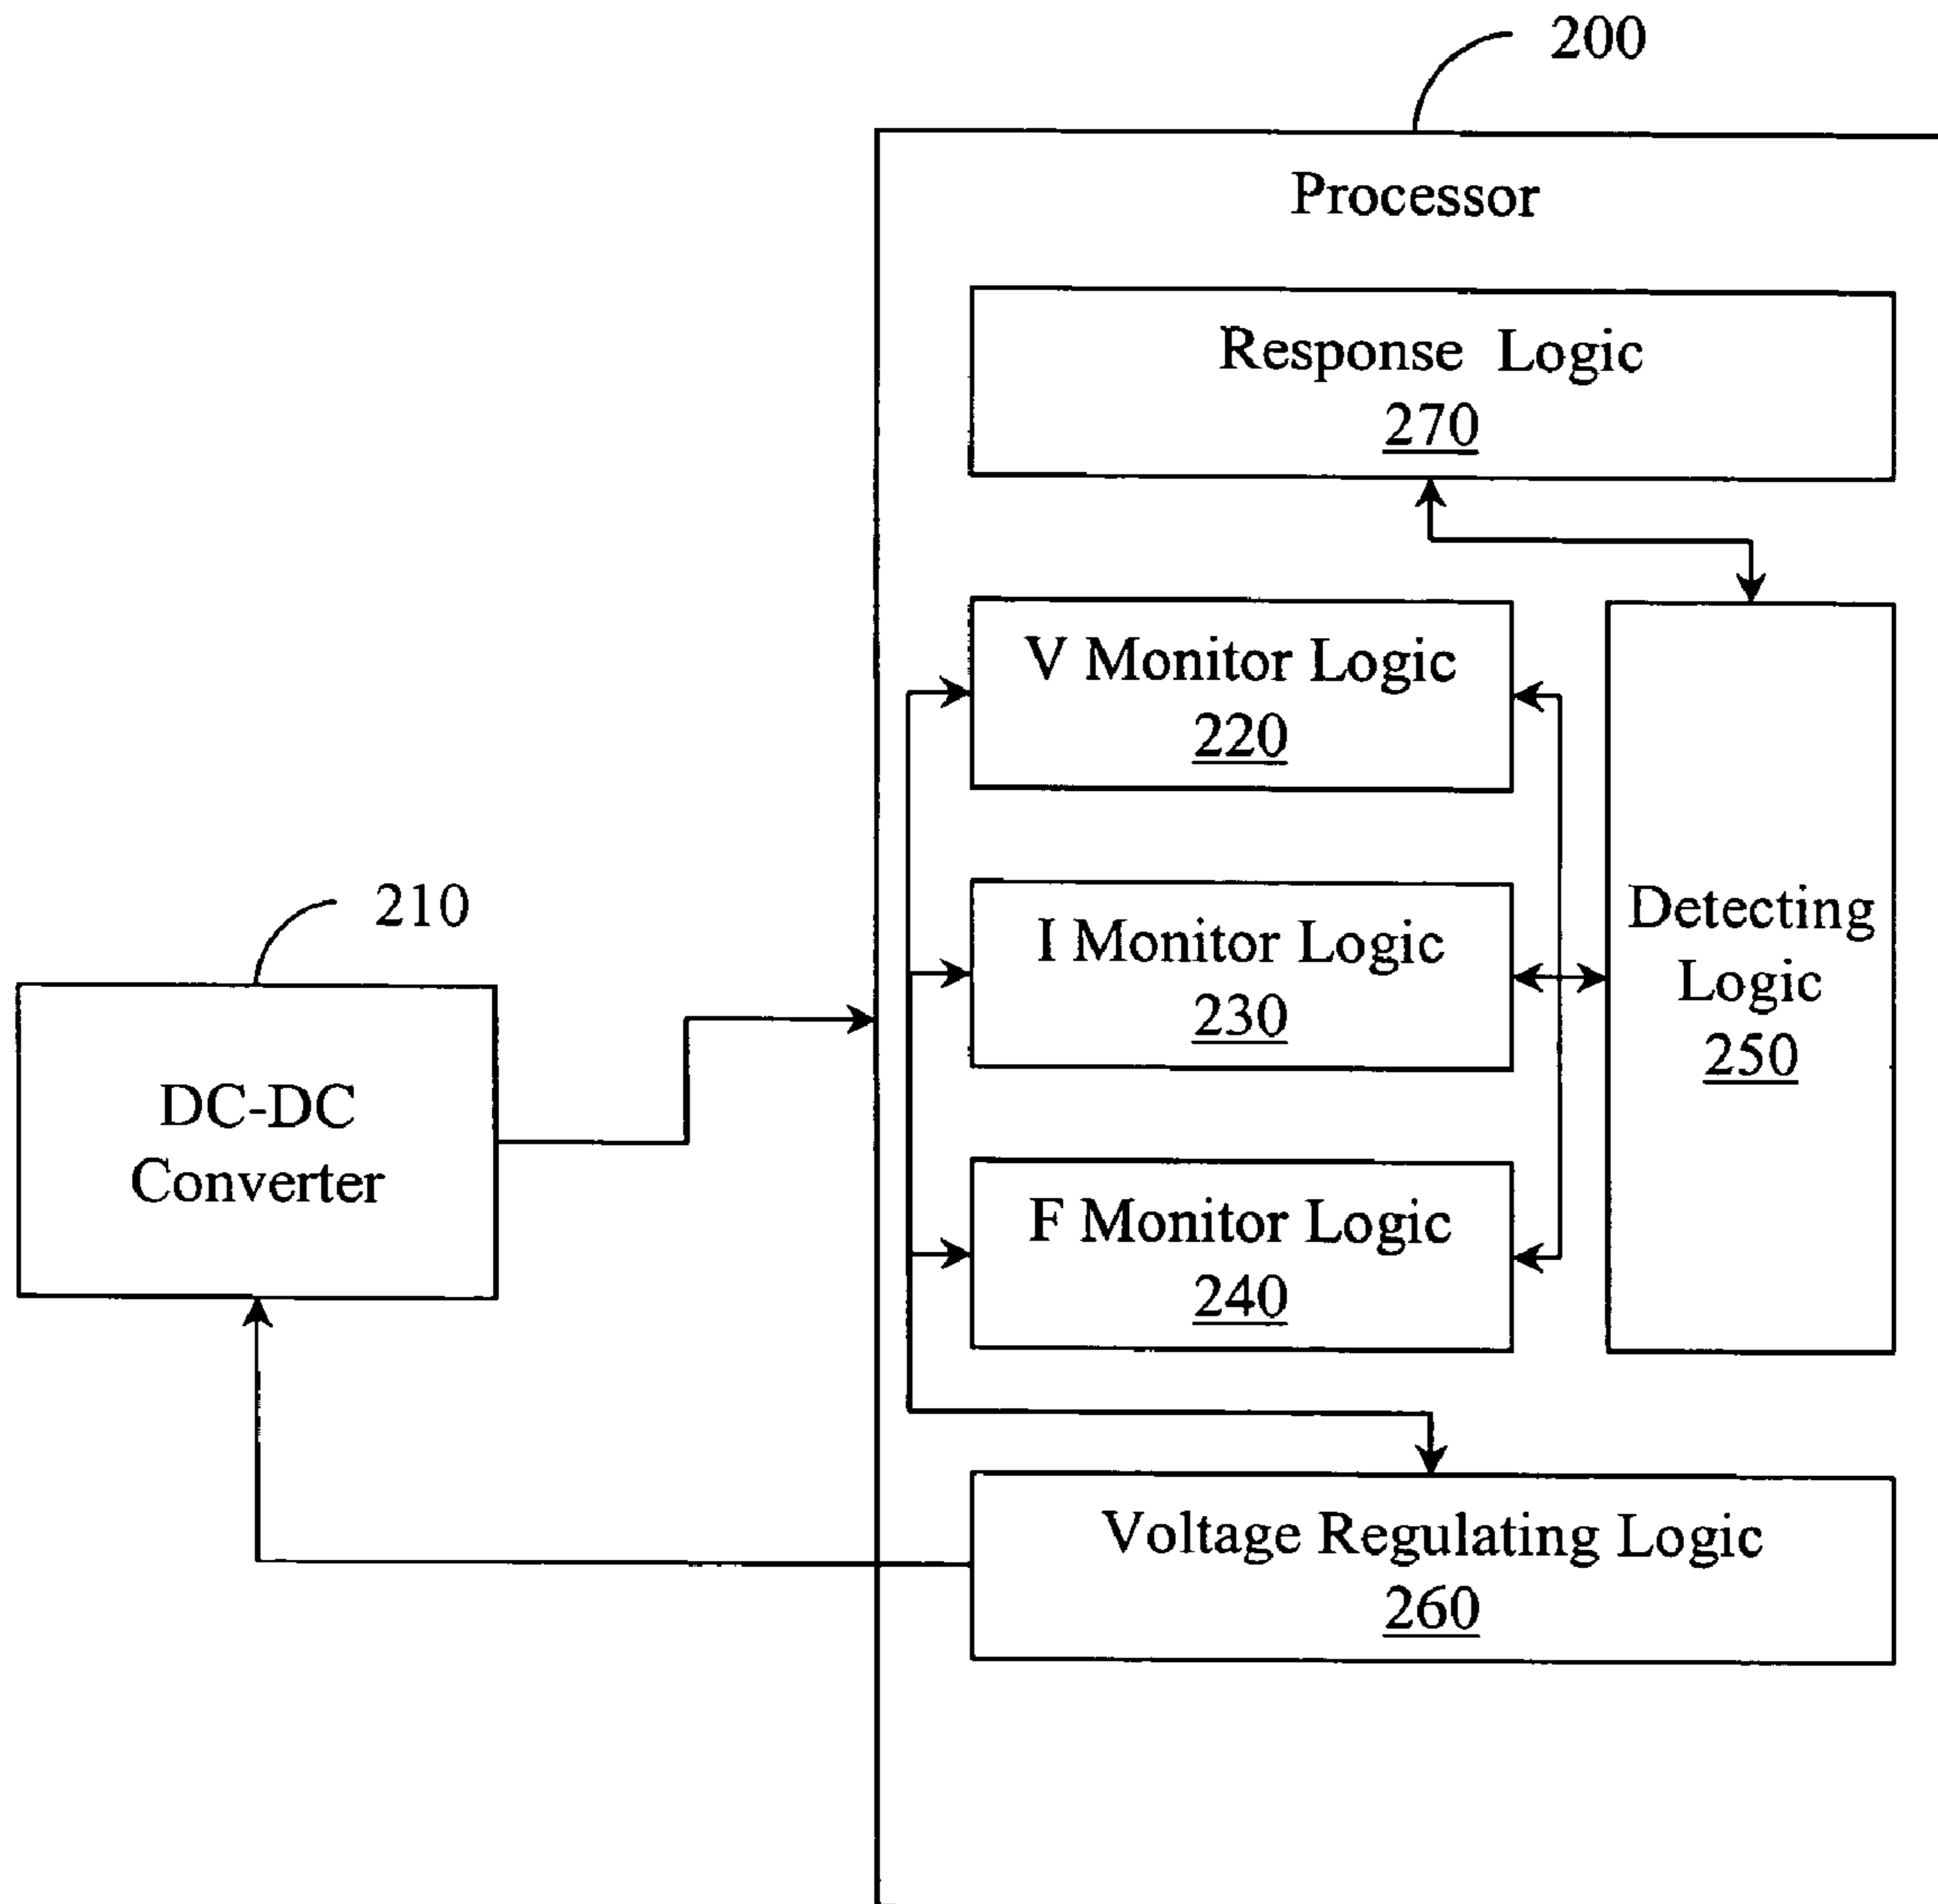 200
Processor
Response Logic
270
V Monitor Logic
220
210
I Monitor Logic
230
Detecting
Logic
250
DC-DC
Converter
F Monitor Logic
240
Voltage Regulating Logic
260